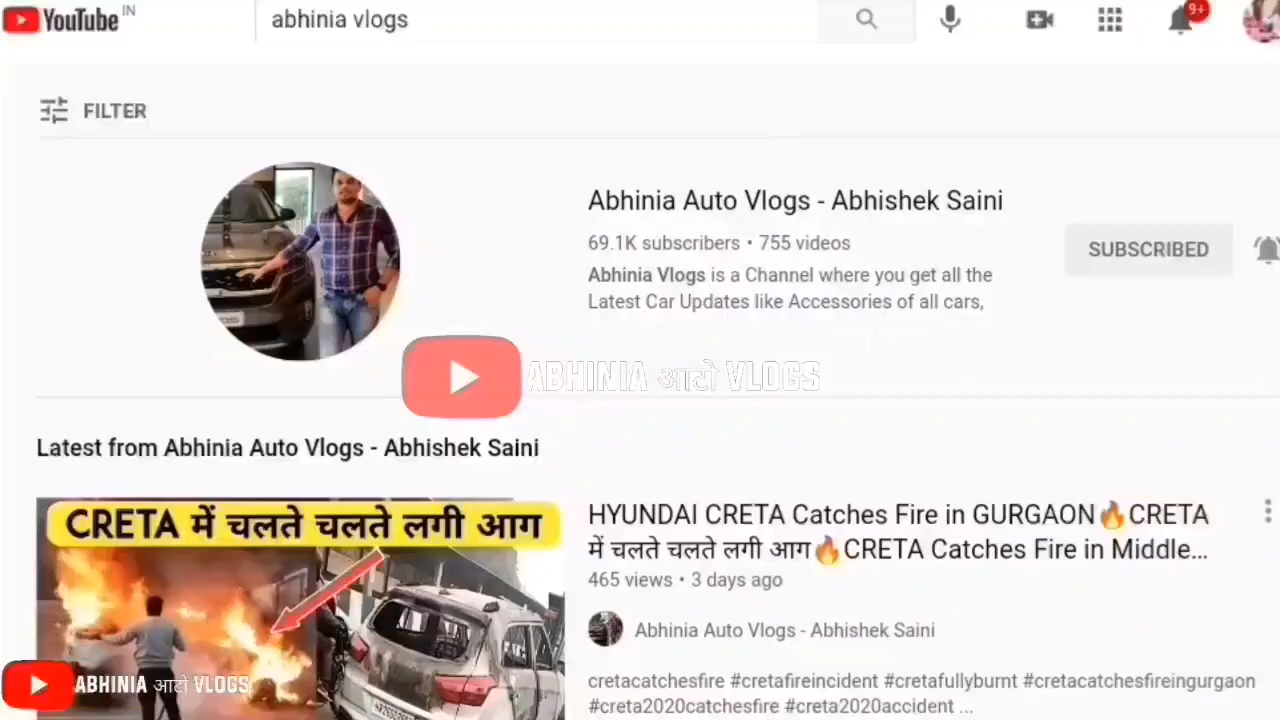 YouTube IN
abhinia vlogs
9+
FILTER
Abhinia Auto Vlogs - Abhishek Saini
69.1K subscribers • 755 videos
SUBSCRIBED
Abhinia Vlogs is a Channel where you get all the
Latest Car Updates like Accessories of all cars,
ABHINIA आटो VLOGS
Latest from Abhinia Auto Vlogs - Abhishek Saini
CRETA में चलते चलते लगी आग
HYUNDAI CRETA Catches Fire in GURGAON🔥CRETA
में चलते चलते लगी आग🔥CRETA Catches Fire in Middle...
465 views • 3 days ago
Abhinia Auto Vlogs - Abhishek Saini
cretacatchesfire #cretafireincident #cretafullyburnt #cretacatchesfireingurgaon
#creta2020catchesfire #creta2020accident ...
ABHINIA आटो VLOGS